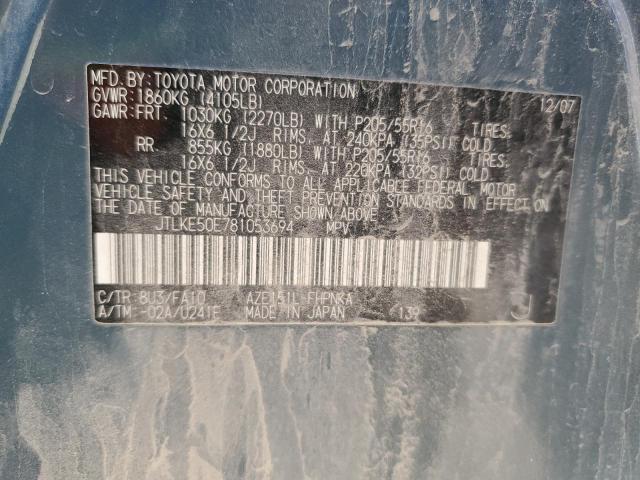 MFD. BY: TOYOTA MOTOR CORPORATION 12/07
GVWR: 1860KG (4105LB)
GAWR: FRT. 1030KG (2270LB) WITH P205/55R16 TIRES.
16X6 1/2J RIMS. AT 240KPA (35PSI) COLD.
RR. 855KG (1880LB) WITH P205/55R16 TIRES.
16X6 1/2J RIMS. AT 220KPA (32PSI) COLD.
THIS VEHICLE CONFORMS TO ALL APPLICABLE FEDERAL MOTOR
VEHICLE SAFETY AND THEFT PREVENTION STANDARDS IN EFFECT
ON THE DATE OF MANUFACTURE SHOWN ABOVE.
JTLKE50E781053694 MPV
C/TR 8U3/FA10 AZE151L-FHPNKA
A/TM -02A/U241E MADE IN JAPAN 139 J